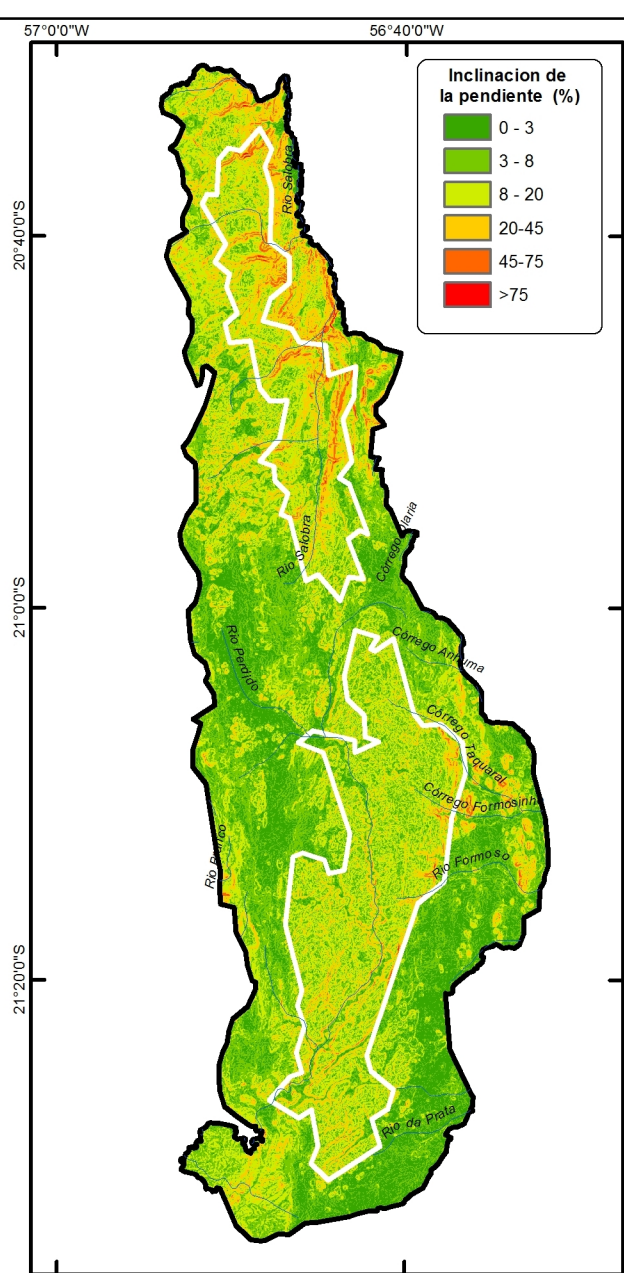 57°0'0"W
56°40'0"W
Inclinacion de
la pendiente (%)
0 - 3
3 - 8
8 - 20
20-45
45-75
>75
Rio Salobra
20°40'0"S
Rio Salobra
21°0'0"S
Córrego
Rio Perdido
Córrego Anhuma
Córrego Taquaral
Córrego Formosinho
Rio Formoso
Rio Branco
21°20'0"S
Rio da Prata